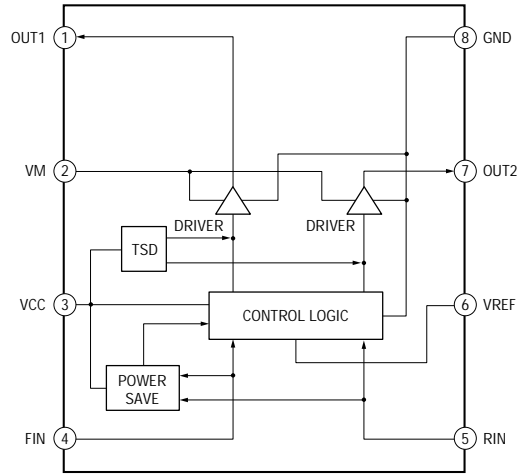 OUT1 1
8 GND
VM 2
7 OUT2
DRIVER
DRIVER
TSD
VCC 3
CONTROL LOGIC
6 VREF
POWER
SAVE
FIN 4
5 RIN